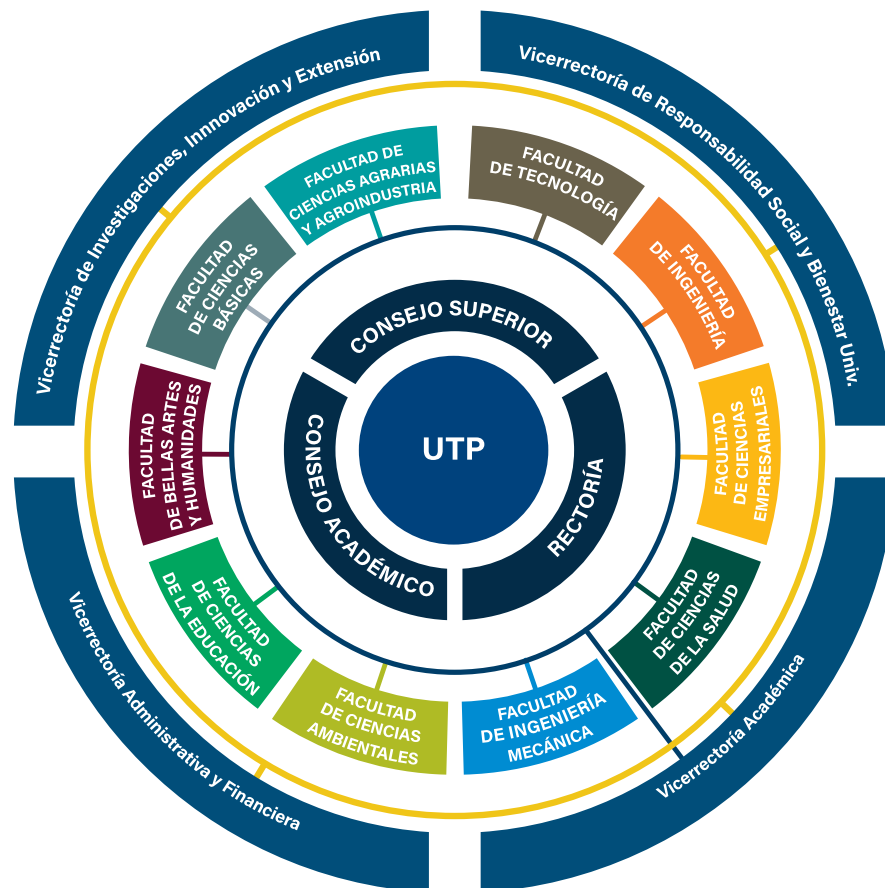 Vicerrectoría de Investigaciones, Innnovación y Extensión
Vicerrectoría de Responsabilidad Social y Bienestar Univ.
FACULTAD DE
CIENCIAS AGRARIAS
Y AGROINDUSTRIA
FACULTAD
DE TECNOLOGÍA
FACULTAD
DE CIENCIAS
BÁSICAS
FACULTAD
DE INGENIERÍA
CONSEJO SUPERIOR
CONSEJO ACADÉMICO
UTP
RECTORÍA
FACULTAD
DE BELLAS ARTES
Y HUMANIDADES
FACULTAD
DE CIENCIAS
EMPRESARIALES
FACULTAD
DE CIENCIAS
DE LA EDUCACIÓN
FACULTAD
DE CIENCIAS
DE LA SALUD
FACULTAD
DE CIENCIAS
AMBIENTALES
FACULTAD
DE INGENIERÍA
MECÁNICA
Vicerrectoría Administrativa y Financiera
Vicerrectoría Académica